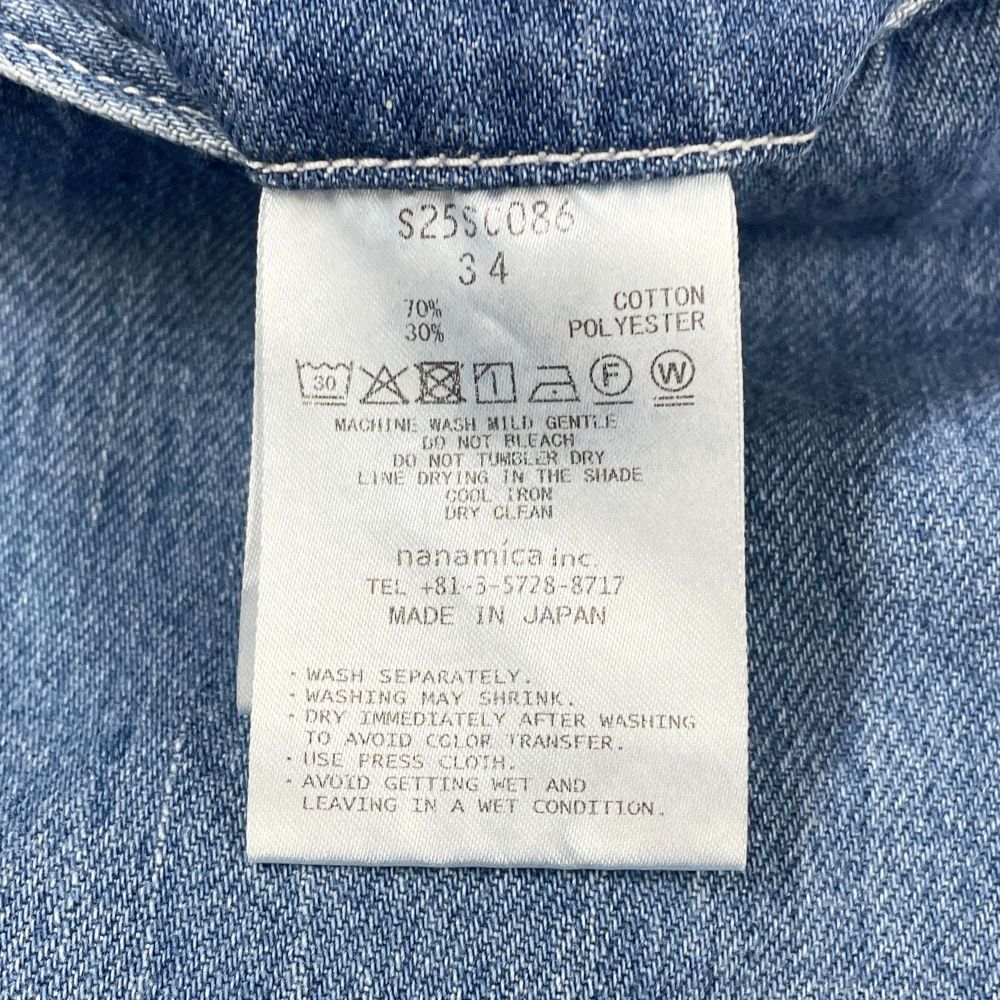 S25SC086
34
70% COTTON
30% POLYESTER
30 F W
MACHINE WASH MILD GENTLE
DO NOT BLEACH
DO NOT TUMBLER DRY
LINE DRYING IN THE SHADE
COOL IRON
DRY CLEAN
nanamica inc.
TEL +81-3-5728-8717
MADE IN JAPAN
· WASH SEPARATELY.
· WASHING MAY SHRINK.
· DRY IMMEDIATELY AFTER WASHING
TO AVOID COLOR TRANSFER.
· USE PRESS CLOTH.
· AVOID GETTING WET AND
LEAVING IN A WET CONDITION.